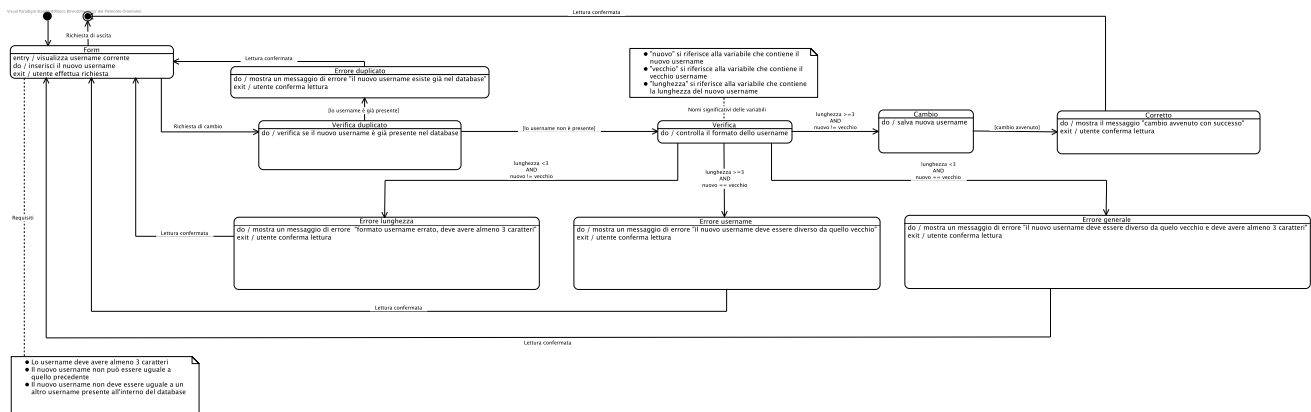 Lettura confermata
Richiesta di uscita
Form
entry / visualizza username corrente
do / inserisci il nuovo username
exit / utente effettua richiesta
Lettura confermata
Errore duplicato
do / mostra un messaggio di errore "il nuovo username esiste già nel database"
exit / utente conferma lettura
"nuovo" si riferisce alla variabile che contiene il
nuovo username
"vecchio" si riferisce alla variabile che contiene il
vecchio username
"lunghezza" si riferisce alla variabile che contiene
la lunghezza del nuovo username
[lo username è già presente]
Nomi significativi delle variabili
Richiesta di cambio
Verifica duplicato
do / verifica se il nuovo username è già presente nel database
[lo username non è presente]
Verifica
do / controlla il formato dello username
lunghezza >=3
AND
nuovo != vecchio
Cambio
do / salva nuova username
[cambio avvenuto]
Corretto
do / mostra il messaggio "cambio avvenuto con successo"
exit / utente conferma lettura
lunghezza <3
AND
nuovo != vecchio
lunghezza >=3
AND
nuovo == vecchio
lunghezza <3
AND
nuovo == vecchio
Requisiti
Lettura confermata
Errore lunghezza
do / mostra un messaggio di errore "formato username errato, deve avere almeno 3 caratteri"
exit / utente conferma lettura
Errore username
do / mostra un messaggio di errore "il nuovo username deve essere diverso da quello vecchio"
exit / utente conferma lettura
Errore generale
do / mostra un messaggio di errore "il nuovo username deve essere diverso da quelo vecchio e deve avere almeno 3 caratteri"
exit / utente conferma lettura
Lettura confermata
Lettura confermata
Lo username deve avere almeno 3 caratteri
Il nuovo username non può essere uguale a
quello precedente
Il nuovo username non deve essere uguale a un
altro username presente all'interno del database